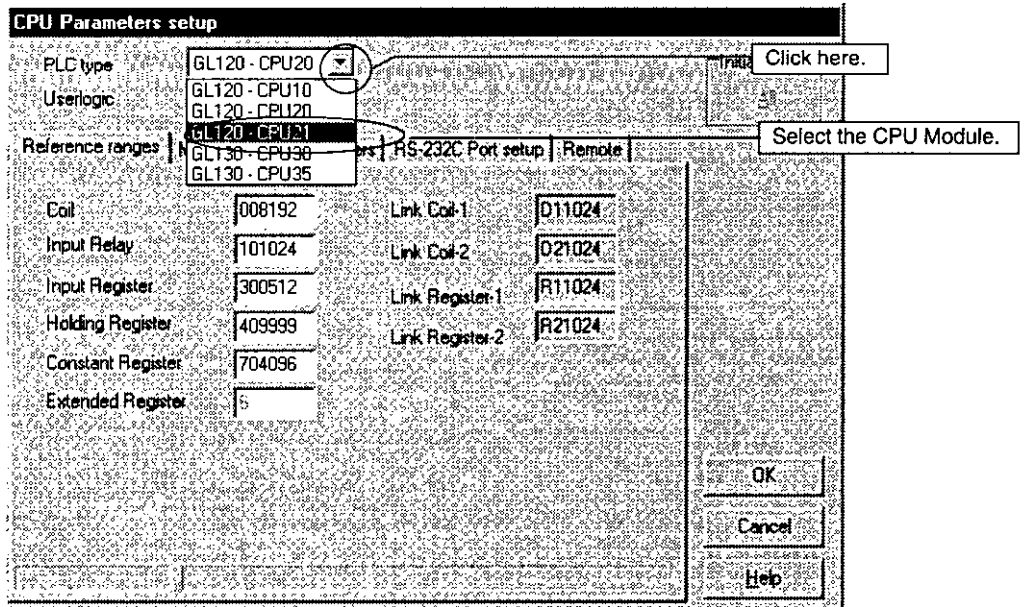 CPU Parameters setup
PLC type
GL120 - CPU20
Click here.
Userlogic
GL120 - CPU10
GL120 - CPU20
GL120 - CPU21
GL130 - CPU30
GL130 - CPU35
Select the CPU Module.
Reference ranges
RS-232C Port setup
Remote
Coil
008192
Link Coil-1
D11024
Input Relay
101024
Link Coil-2
D21024
Input Register
300512
Link Register-1
R11024
Holding Register
409999
Link Register-2
R21024
Constant Register
704096
Extended Register
6
OK
Cancel
Help